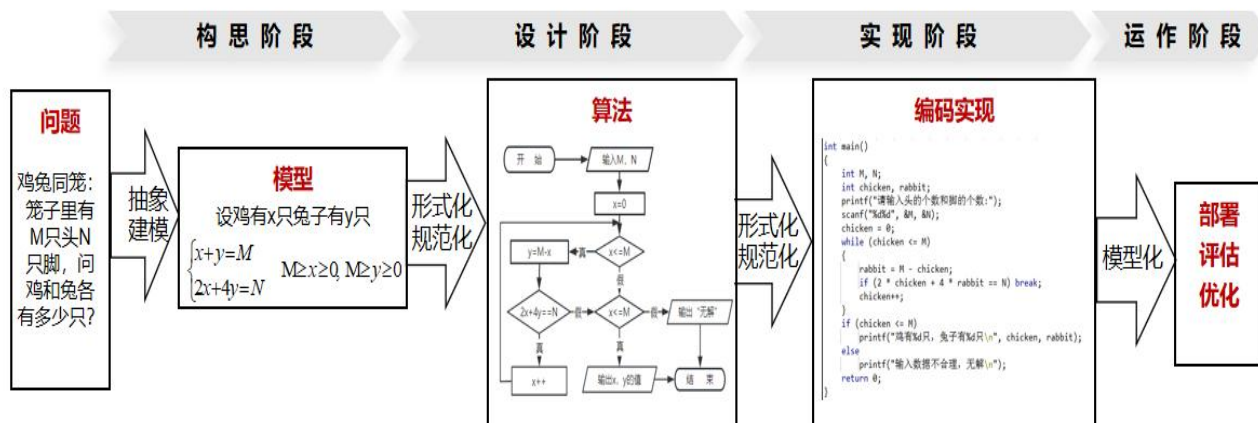 构思阶段
设计阶段
实现阶段
运作阶段
问题
鸡兔同笼：
笼子里有
M只头N
只脚，问
鸡和兔各
有多少只？
抽象
建模
模型
设鸡有x只兔子有y只
x+y=M
2x+4y=N
M≥x≥0, M≥y≥0
形式化
规范化
算法
开 始
输入M，N
x=0
x<=M
真
y=M-x
假
2x+4y==N
假
x<=M
假
输出“无解”
真
真
x++
输出x，y的值
结 束
形式化
规范化
编码实现
int main()
{
int M, N;
int chicken, rabbit;
printf("请输入头的个数和脚的个数:");
scanf("%d%d", &M, &N);
chicken = 0;
while (chicken <= M)
{
rabbit = M - chicken;
if (2 * chicken + 4 * rabbit == N) break;
chicken++;
}
if (chicken <= M)
printf("鸡有%d只，兔子有%d只\n", chicken, rabbit);
else
printf("输入数据不合理，无解\n");
return 0;
}
模型化
部署
评估
优化